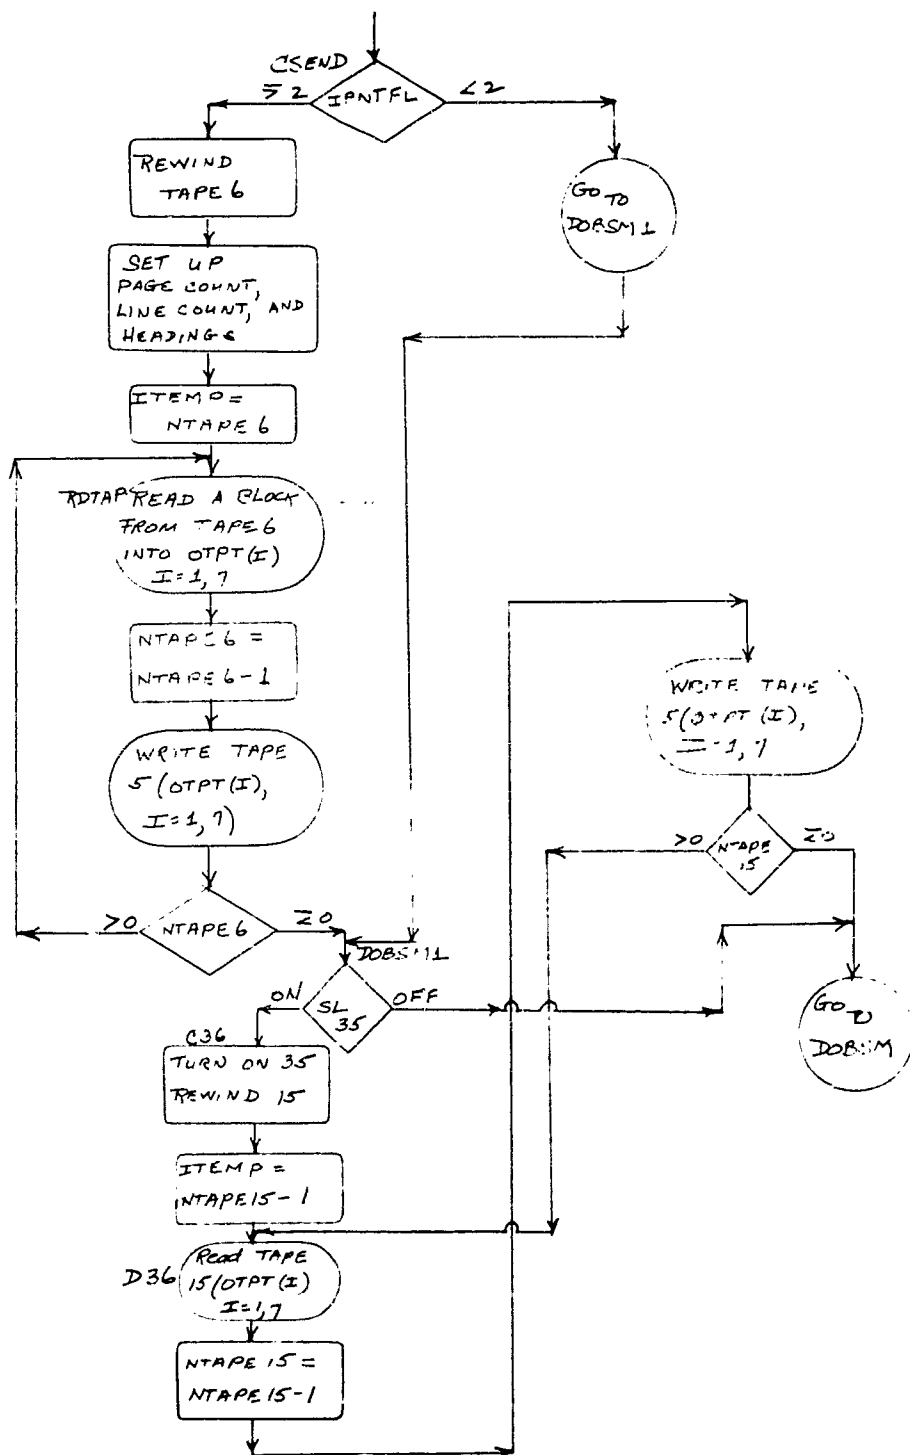 CSEND
≥ 2
IPNTFL
< 2
REWIND
TAPE 6
GO TO
DOBSM1
SET UP
PAGE COUNT,
LINE COUNT, AND
HEADINGS
ITEMP =
NTAPE 6
RDTAP
READ A BLOCK
FROM TAPE 6
INTO OTPT(I)
I=1,7
NTAPE 6 =
NTAPE 6-1
WRITE TAPE
5 (OTPT(I),
I=1,7)
>0
NTAPE 6
WRITE TAPE
5(OTPT(I),
I=1,7
>0
NTAPE
15
DOBSM1
ON
SL
35
OFF
GO TO
DOBSM
C36
TURN ON 35
REWIND 15
ITEMP =
NTAPE 15-1
D36
Read TAPE
15(OTPT(I)
I=1,7
NTAPE 15 =
NTAPE 15-1